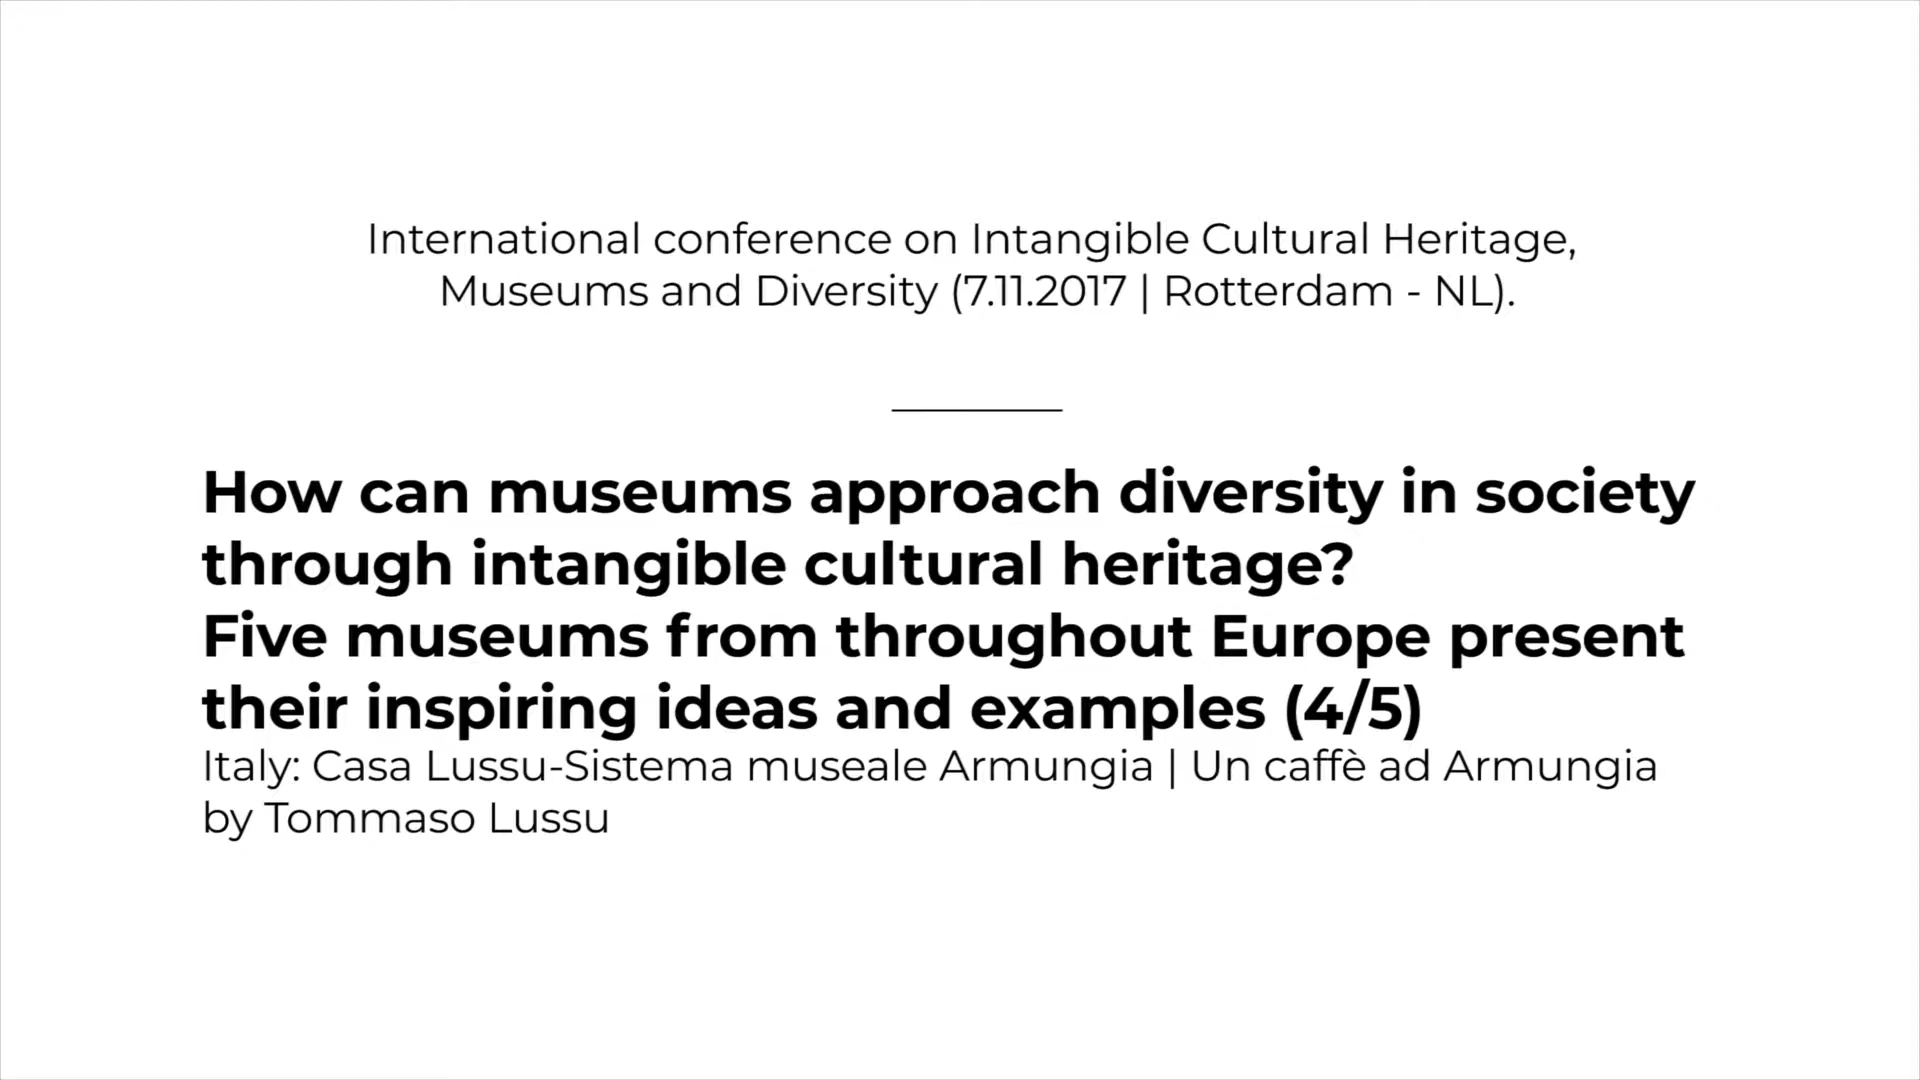 International conference on Intangible Cultural Heritage,
Museums and Diversity (7.11.2017 | Rotterdam - NL).
How can museums approach diversity in society
through intangible cultural heritage?
Five museums from throughout Europe present
their inspiring ideas and examples (4/5)
Italy: Casa Lussu-Sistema museale Armungia | Un caffè ad Armungia
by Tommaso Lussu